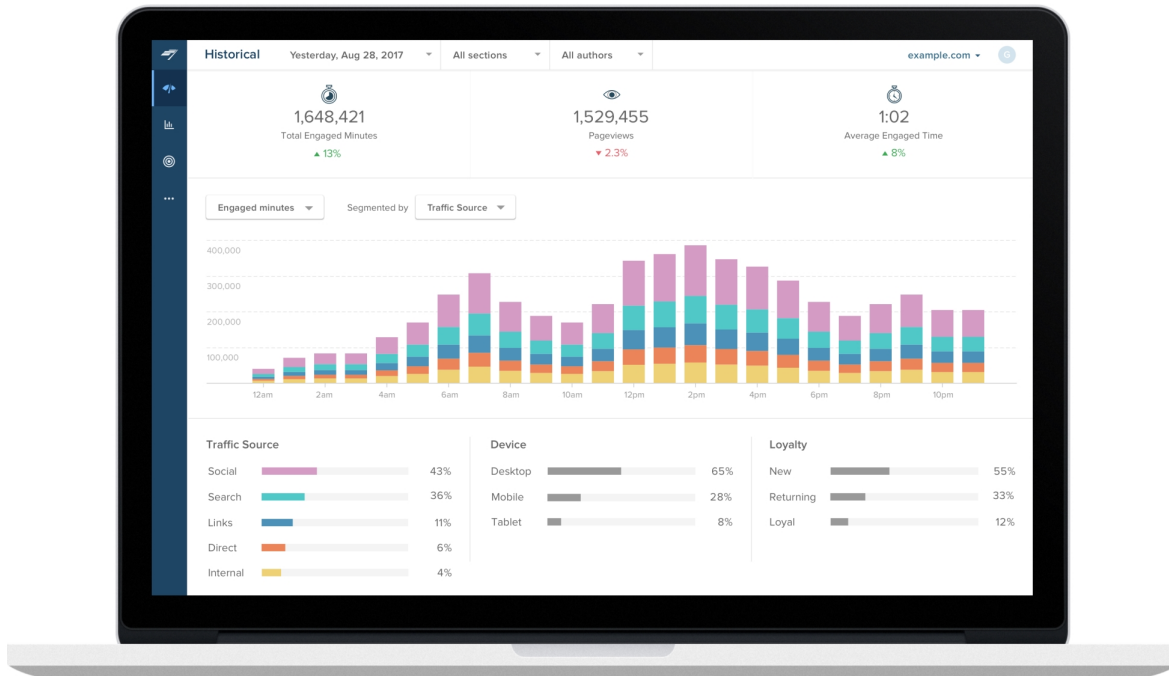 Historical Yesterday, Aug 28, 2017 All sections All authors example.com
1,648,421 1,529,455 1:02
Total Engaged Minutes Pageviews Average Engaged Time
13% 2.3% 8%
Engaged minutes Segmented by Traffic Source
400,000
300,000
200,000
100,000
12am 2am 4am 6am 8am 10am 12pm 2pm 4pm 6pm 8pm 10pm
Traffic Source
Social 43%
Search 36%
Links 11%
Direct 6%
Internal 4%
Device
Desktop 65%
Mobile 28%
Tablet 8%
Loyalty
New 55%
Returning 33%
Loyal 12%